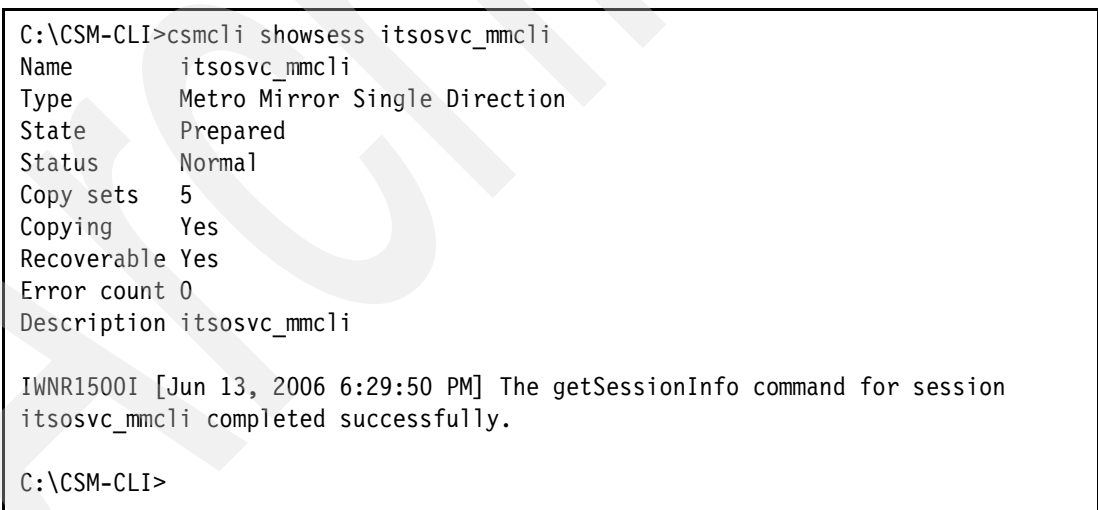 C:\CSM-CLI>csmcli showsess itsosvc_mmcli
Name itsosvc_mmcli
Type Metro Mirror Single Direction
State Prepared
Status Normal
Copy sets 5
Copying Yes
Recoverable Yes
Error count 0
Description itsosvc_mmcli
IWNR1500I [Jun 13, 2006 6:29:50 PM] The getSessionInfo command for session
itsosvc_mmcli completed successfully.
C:\CSM-CLI>